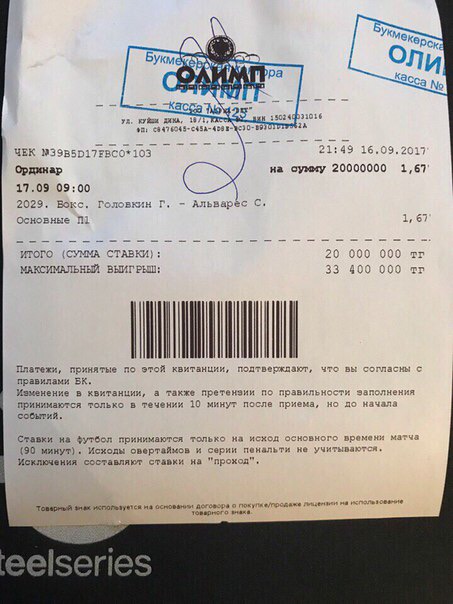 Букмекерская контора
ОЛИМП
касса № 425
Букмекерска
ОЛИ
касса №
ОЛИМП
УЛ. КУЙШИ ДИНА, 18/1, КАССА БИН 150240031016
ЧЕК №39B5D17FBC0*103 21:49 16.09.2017
Ординар на сумму 20000000 1,67
17.09 09:00
2029. Бокс. Головкин Г. - Альварес С.
Основные П1 1,67
ИТОГО (СУММА СТАВКИ): 20 000 000 тг
МАКСИМАЛЬНЫЙ ВЫИГРЫШ: 33 400 000 тг
Платежи, принятые по этой квитанции, подтверждают, что вы согласны с
правилами БК.
Изменение в квитанции, а также претензии по правильности заполнения
принимаются только в течении 10 минут после приема, но до начала
событий.
Ставки на футбол принимаются только на исход основного времени матча
(90 минут). Исходы овертаймов и серии пенальти не учитываются.
Исключения составляют ставки на "проход".
Товарный знак используется на основании договора о покупке/продаже лицензии на использование
товарного знака.
teelseries